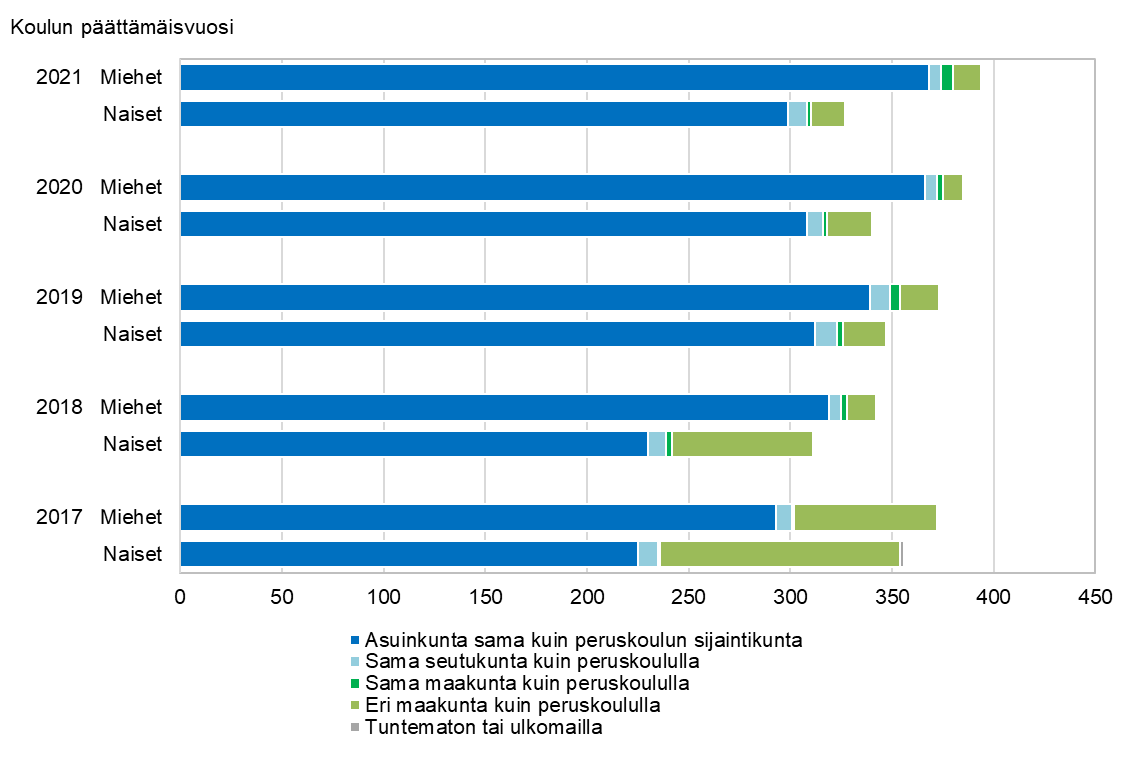 Koulun päättämäisvuosi
2021 Miehet
Naiset
2020 Miehet
Naiset
2019 Miehet
Naiset
2018 Miehet
Naiset
2017 Miehet
Naiset
0 50 100 150 200 250 300 350 400 450
Asuinkunta sama kuin peruskoulun sijaintikunta
Sama seutukunta kuin peruskoululla
Sama maakunta kuin peruskoululla
Eri maakunta kuin peruskoululla
Tuntematon tai ulkomailla